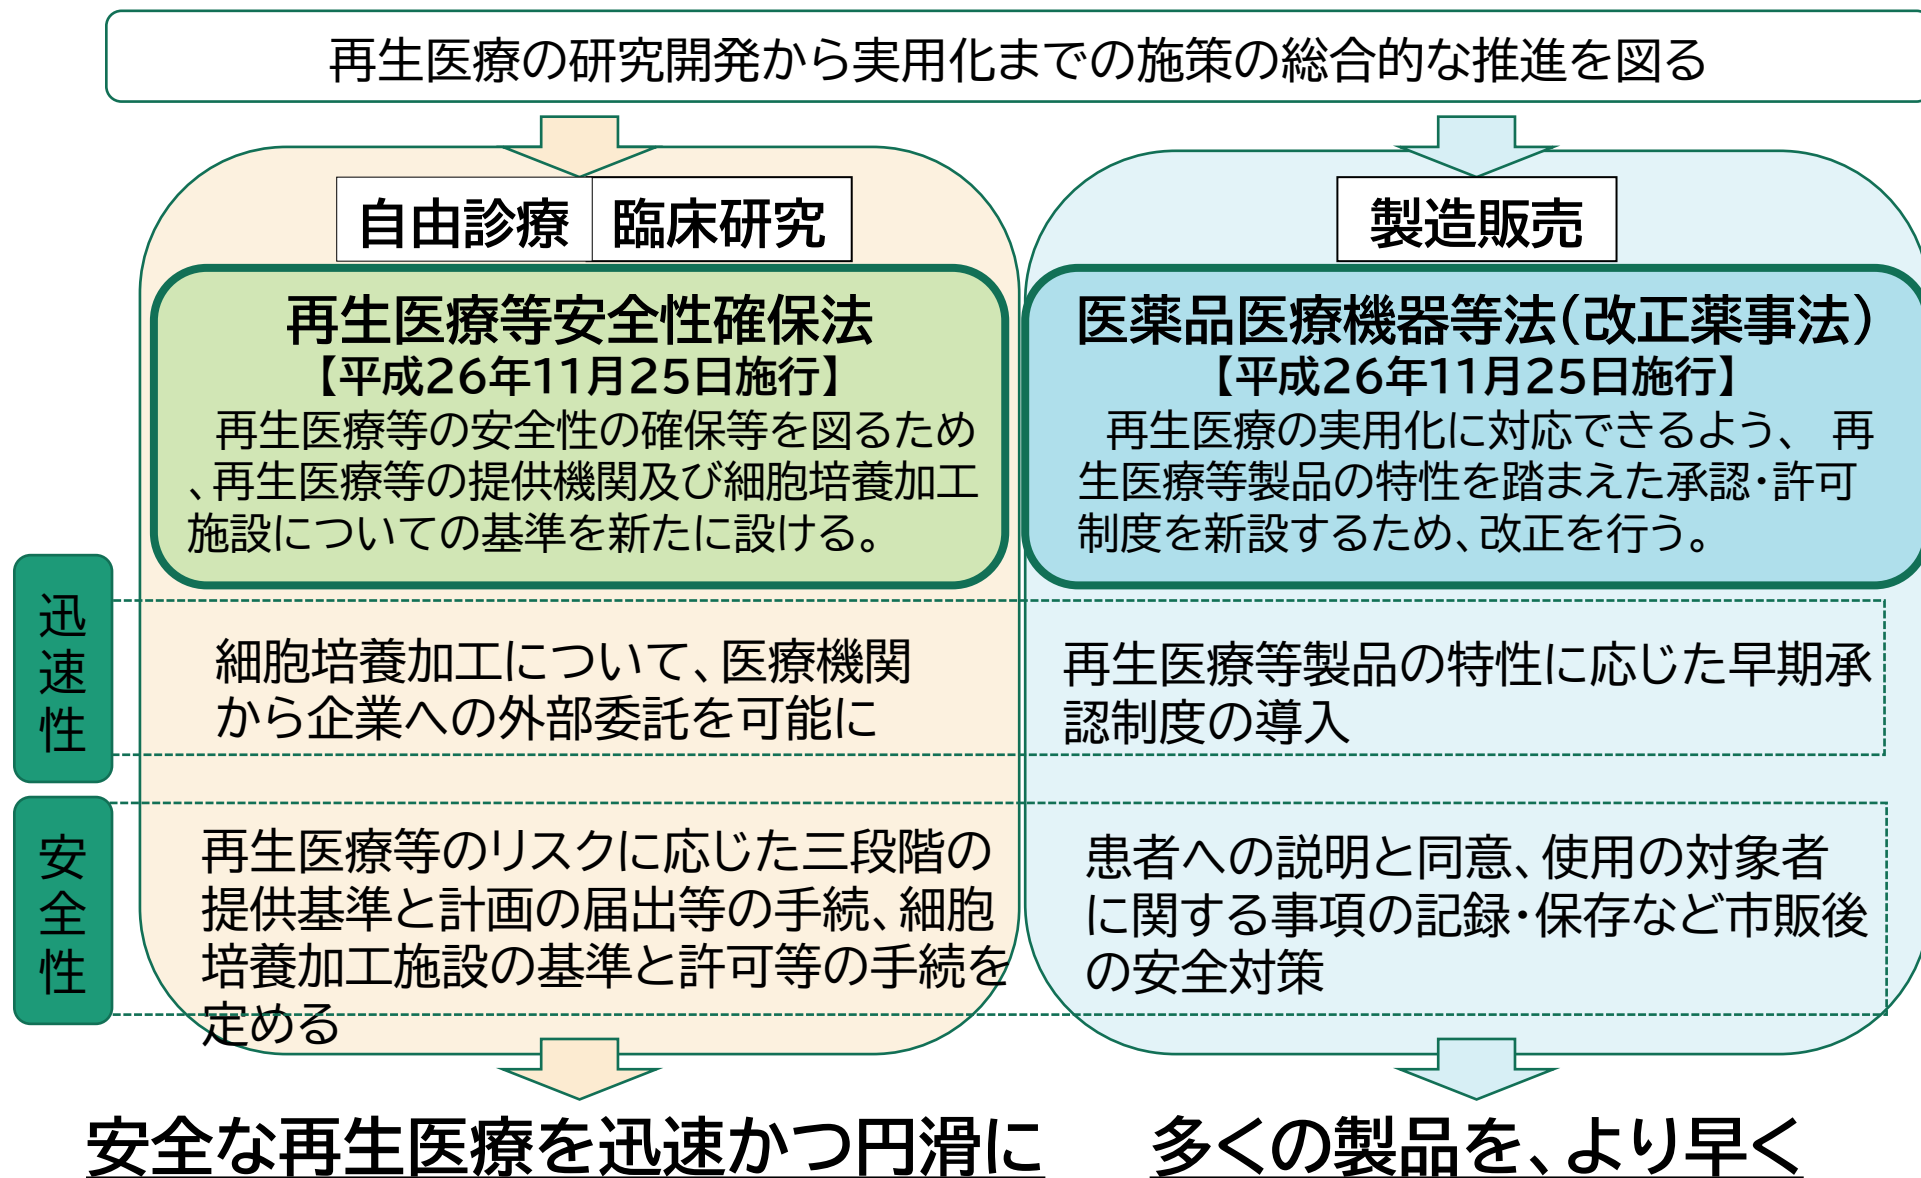 再生医療の研究開発から実用化までの施策の総合的な推進を図る
自由診療
臨床研究
再生医療等安全性確保法
【平成26年11月25日施行】
再生医療等の安全性の確保等を図るため
、再生医療等の提供機関及び細胞培養加工
施設についての基準を新たに設ける。
製造販売
医薬品医療機器等法(改正薬事法)
【平成26年11月25日施行】
再生医療の実用化に対応できるよう、 再
生医療等製品の特性を踏まえた承認・許可
制度を新設するため、改正を行う。
迅速性
細胞培養加工について、医療機関
から企業への外部委託を可能に
再生医療等製品の特性に応じた早期承
認制度の導入
安全性
再生医療等のリスクに応じた三段階の
提供基準と計画の届出等の手続、細胞
培養加工施設の基準と許可等の手続を
定める
患者への説明と同意、使用の対象者
に関する事項の記録・保存など市販後
の安全対策
安全な再生医療を迅速かつ円滑に
多くの製品を、より早く